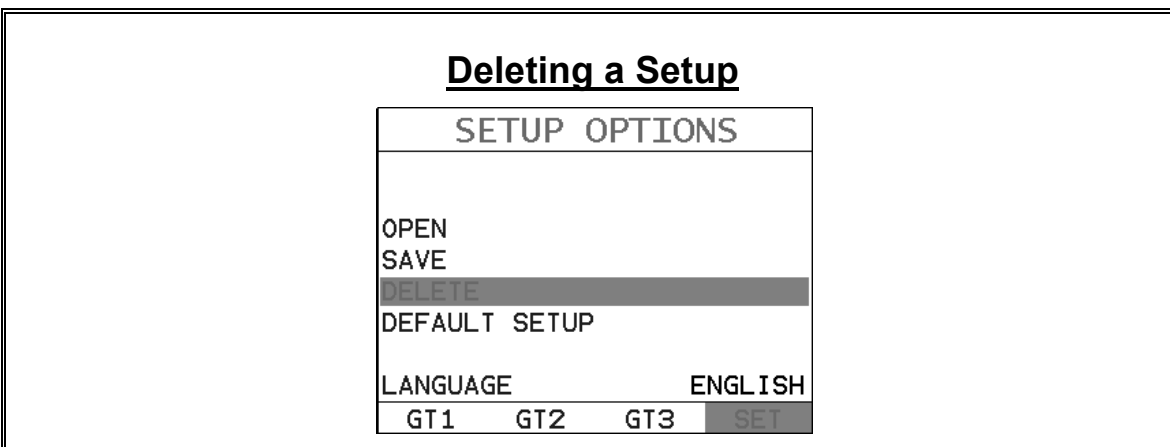 Deleting a Setup
SETUP OPTIONS
OPEN
SAVE
DELETE
DEFAULT SETUP
LANGUAGE ENGLISH
GT1 GT2 GT3 SET